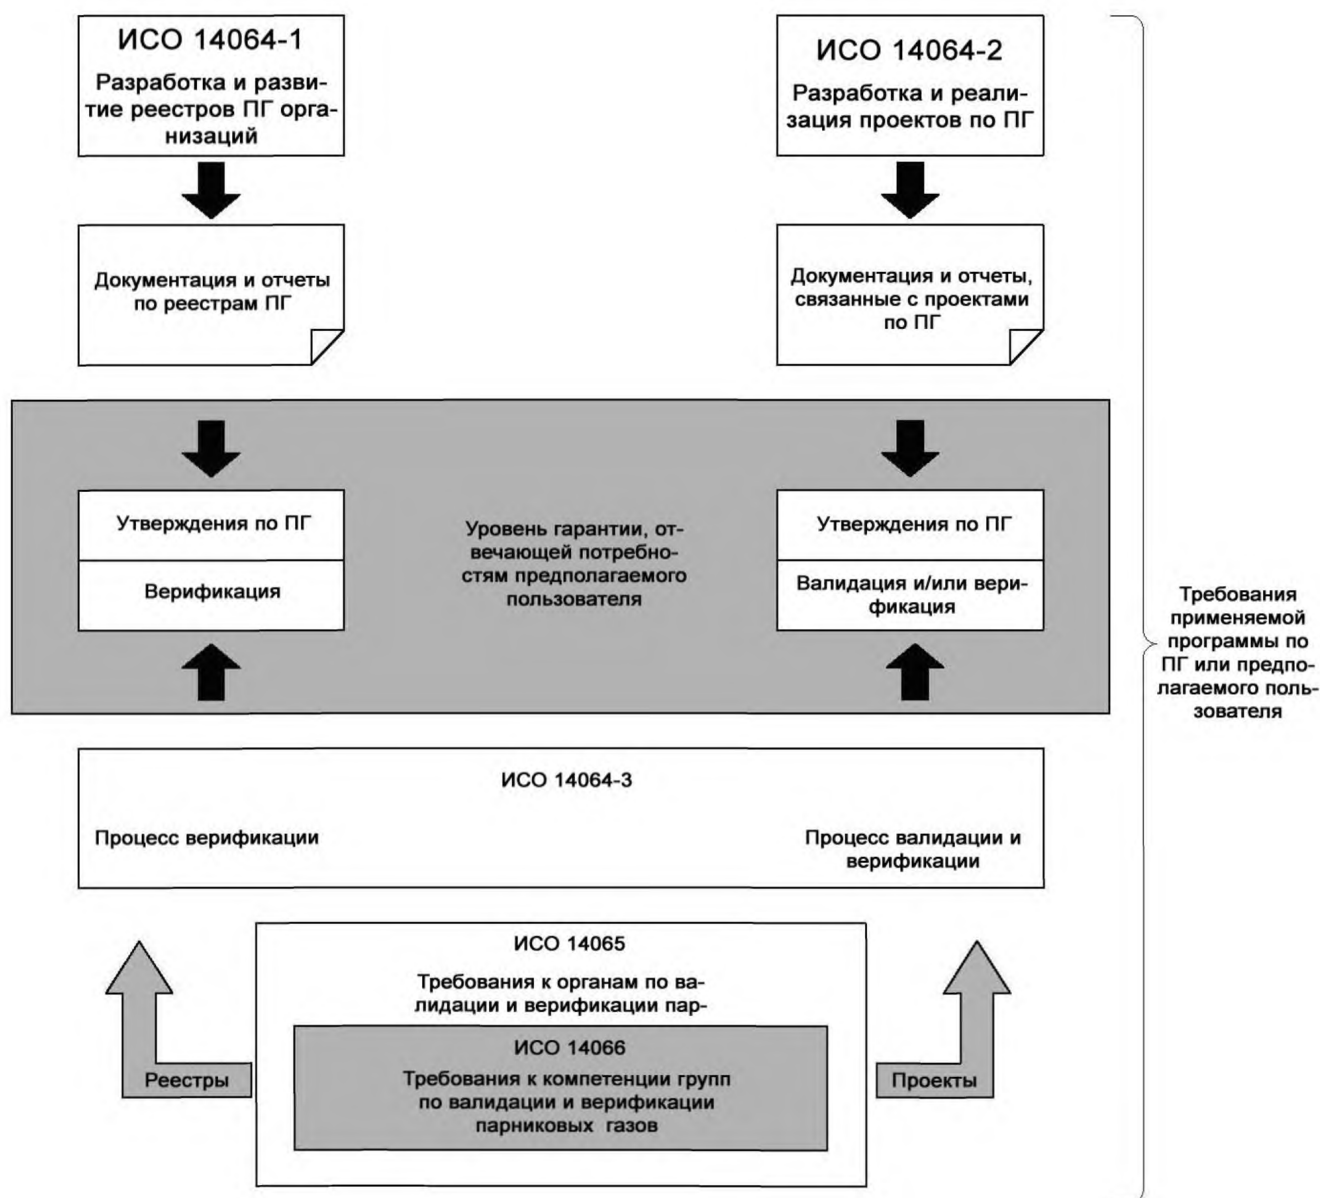 ИСО 14064-1
Разработка и разви-
тие реестров ПГ орга-
низаций
ИСО 14064-2
Разработка и реали-
зация проектов по ПГ
Документация и отчеты
по реестрам ПГ
Документация и отчеты,
связанные с проектами
по ПГ
Утверждения по ПГ
Верификация
Уровень гарантии, от-
вечающей потребно-
стям предполагаемого
пользователя
Утверждения по ПГ
Валидация и/или вери-
фикация
Требования
применяемой
программы по
ПГ или предпо-
лагаемого поль-
зователя
ИСО 14064-3
Процесс верификации
Процесс валидации и
верификации
ИСО 14065
Требования к органам по ва-
лидации и верификации пар-
ИСО 14066
Требования к компетенции групп
по валидации и верификации
парниковых газов
Реестры
Проекты